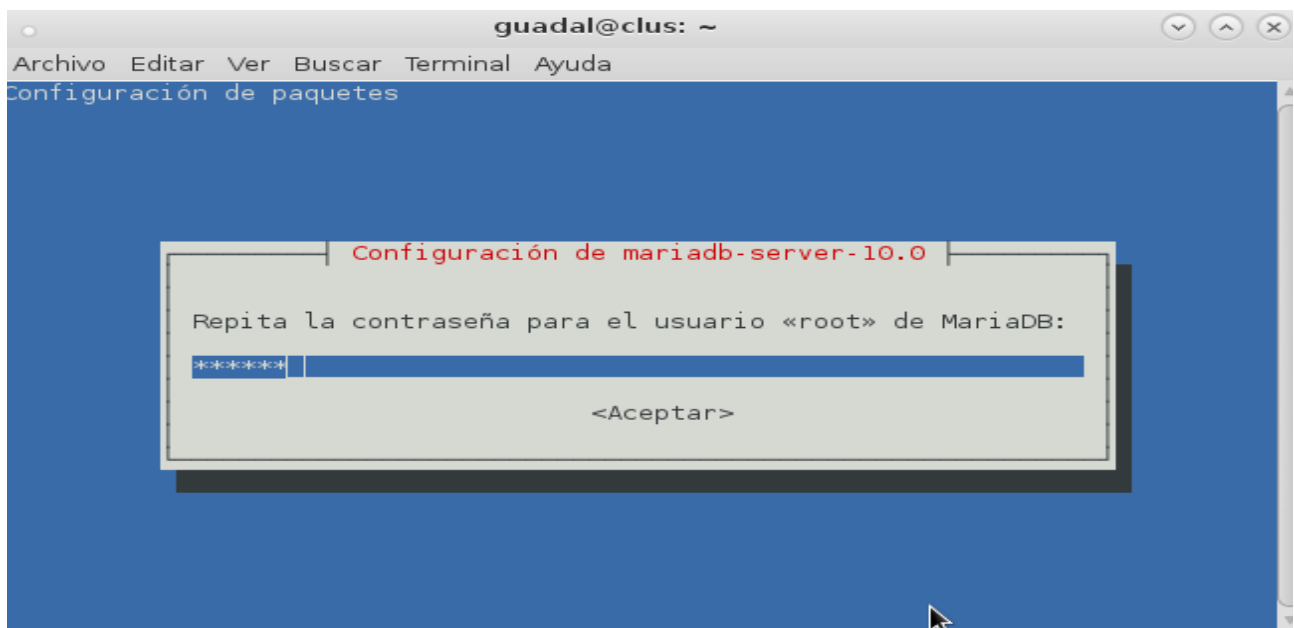 guadal@clus: ~
Archivo Editar Ver Buscar Terminal Ayuda
Configuración de paquetes
Configuración de mariadb-server-10.0
Repita la contraseña para el usuario «root» de MariaDB:
******
<Aceptar>